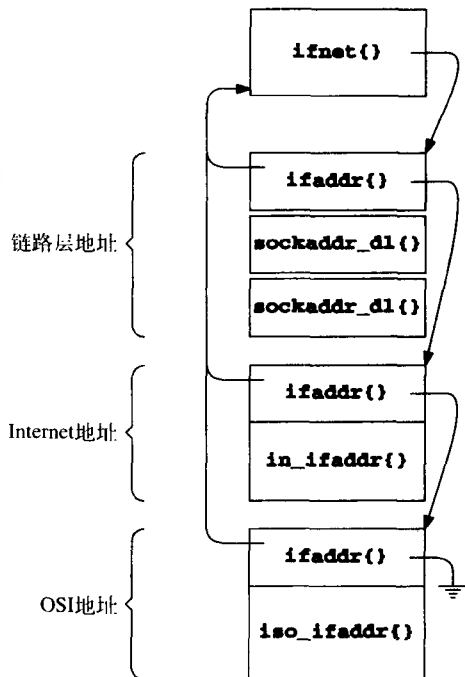 ifnet{}
链路层地址
ifaddr{}
sockaddr_dl{}
sockaddr_dl{}
Internet地址
ifaddr{}
in_ifaddr{}
OSI地址
ifaddr{}
iso_ifaddr{}